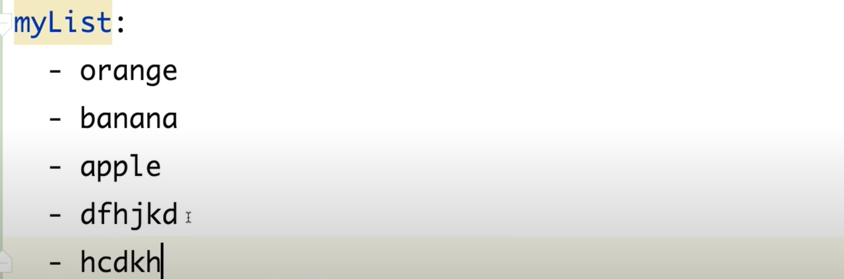 myList:
- orange
- banana
- apple
- dfhjkd
- hcdkh